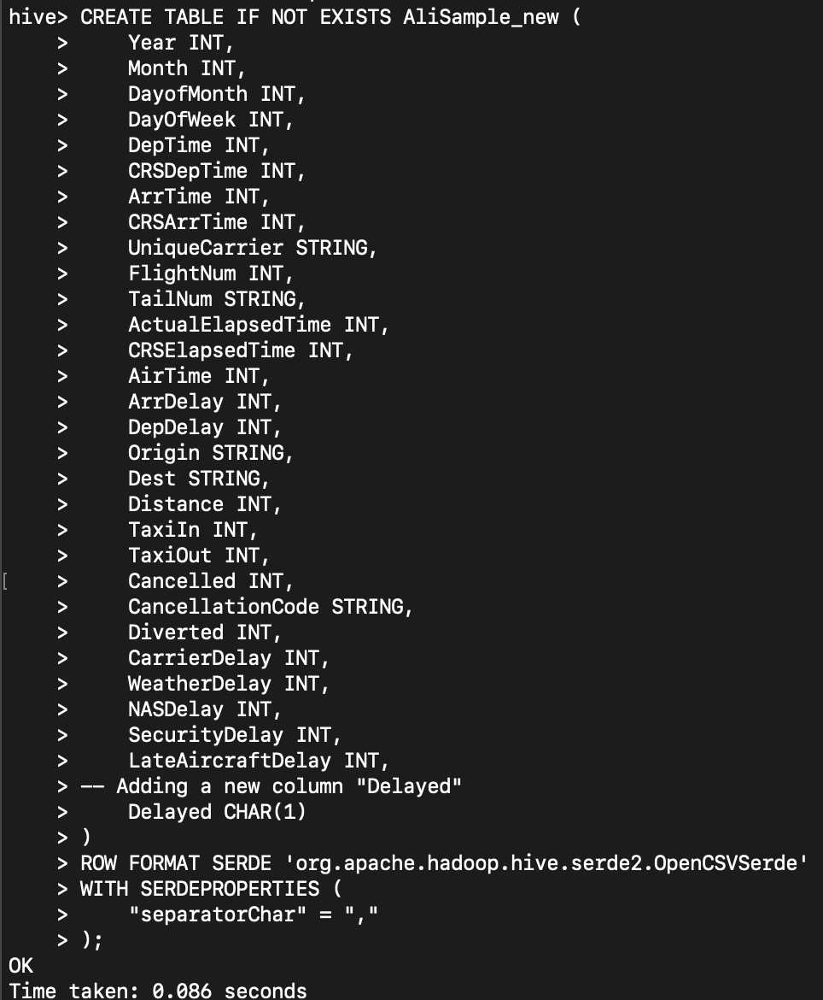 hive> CREATE TABLE IF NOT EXISTS AliSample_new (
    >     Year INT,
    >     Month INT,
    >     DayofMonth INT,
    >     DayOfWeek INT,
    >     DepTime INT,
    >     CRSDepTime INT,
    >     ArrTime INT,
    >     CRSArrTime INT,
    >     UniqueCarrier STRING,
    >     FlightNum INT,
    >     TailNum STRING,
    >     ActualElapsedTime INT,
    >     CRSElapsedTime INT,
    >     AirTime INT,
    >     ArrDelay INT,
    >     DepDelay INT,
    >     Origin STRING,
    >     Dest STRING,
    >     Distance INT,
    >     TaxiIn INT,
    >     TaxiOut INT,
[    >     Cancelled INT,
    >     CancellationCode STRING,
    >     Diverted INT,
    >     CarrierDelay INT,
    >     WeatherDelay INT,
    >     NASDelay INT,
    >     SecurityDelay INT,
    >     LateAircraftDelay INT,
    > -- Adding a new column "Delayed"
    >     Delayed CHAR(1)
    > )
    > ROW FORMAT SERDE 'org.apache.hadoop.hive.serde2.OpenCSVSerde'
    > WITH SERDEPROPERTIES (
    >     "separatorChar" = ","
    > );
OK
Time taken: 0.086 seconds